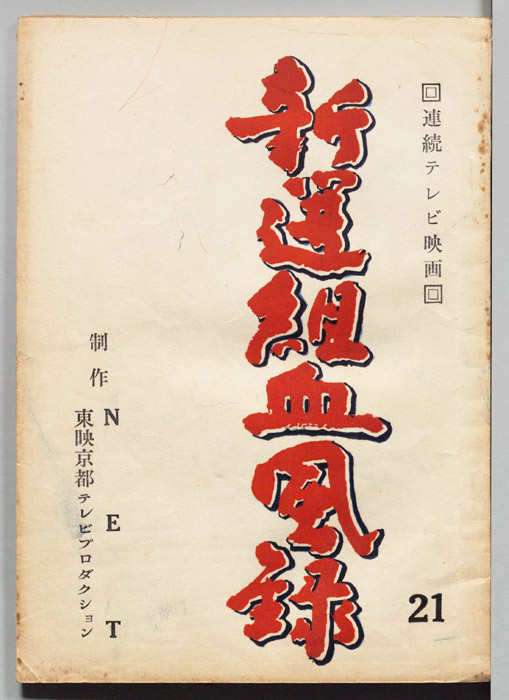 □連続テレビ映画□
新選組血風録
21
制作
NET
東映京都テレビプロダクション